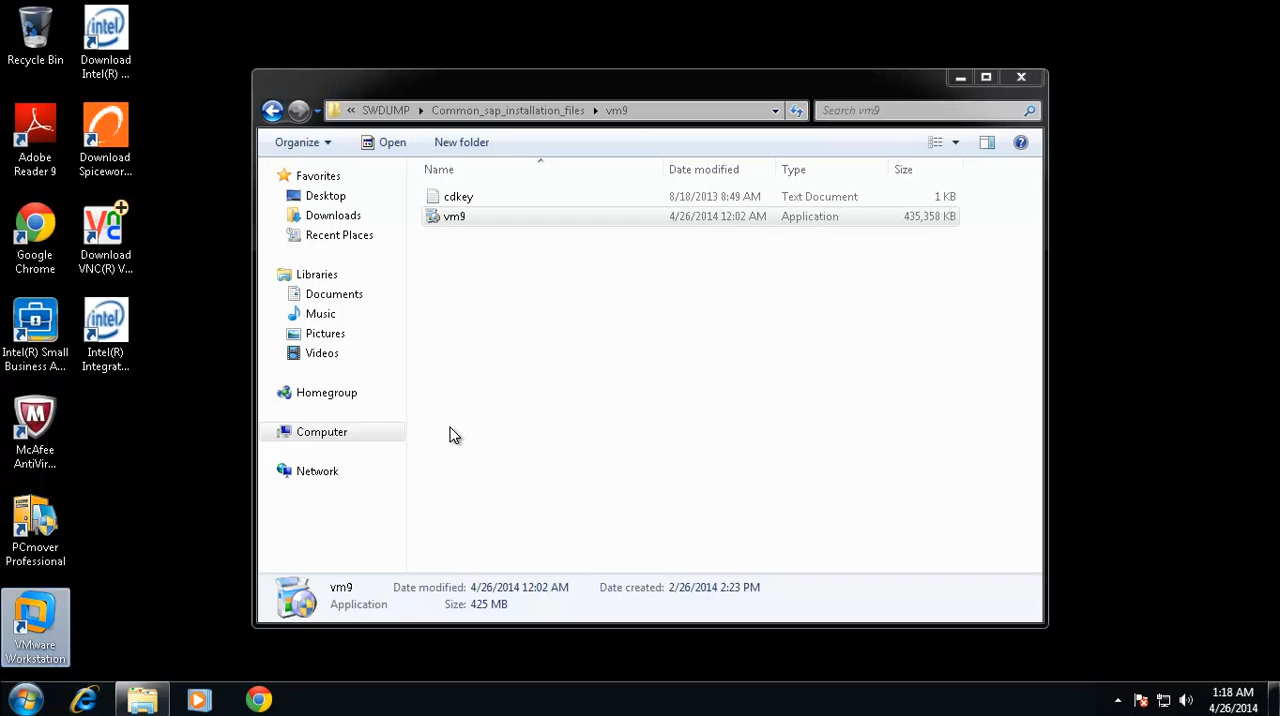 Recycle Bin
Download
Intel(R) ...
Adobe
Reader 9
Download
Spicewor...
Google
Chrome
Download
VNC(R) V...
Intel(R) Small
Business A...
Intel(R)
Integrat...
McAfee
AntiVir...
PCmover
Professional
VMware
Workstation
SWDUMP
Common_sap_installation_files
vm9
Search vm9
Organize
Open
New folder
Name
Date modified
Type
Size
cdkey
8/18/2013 8:49 AM
Text Document
1 KB
vm9
4/26/2014 12:02 AM
Application
435,358 KB
Favorites
Desktop
Downloads
Recent Places
Libraries
Documents
Music
Pictures
Videos
Homegroup
Computer
Network
vm9
Date modified: 4/26/2014 12:02 AM
Date created: 2/26/2014 2:23 PM
Application
Size: 425 MB
1:18 AM
4/26/2014